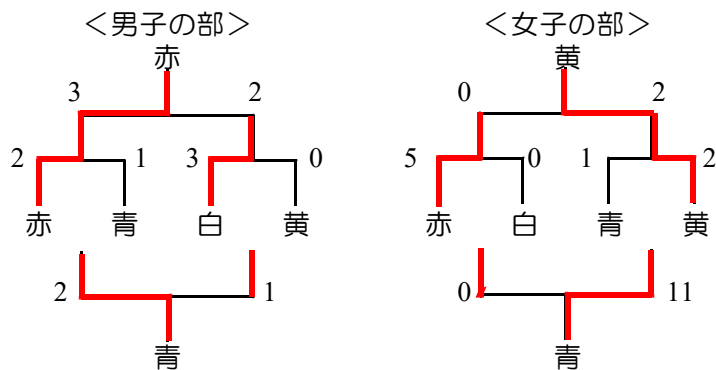 <男子の部> <女子の部>
赤 黄
3 2 0 2
2 1 3 0 5 0 1 2
赤 青 白 黄 赤 白 青 黄
2 1 0 11
青 青